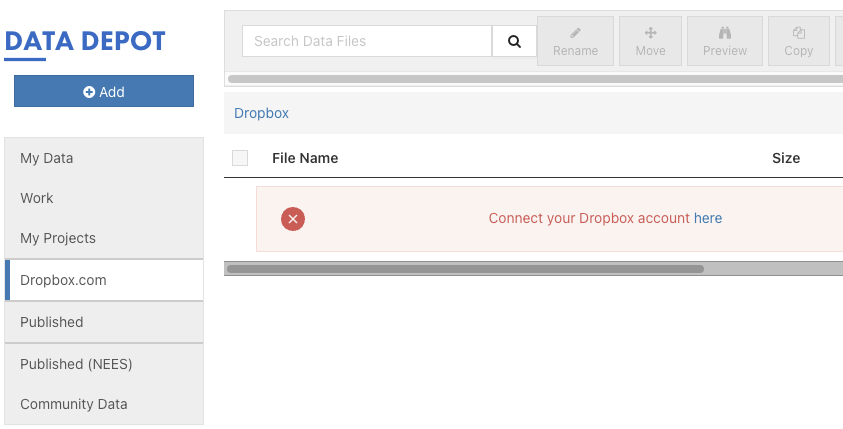 DATA DEPOT
Add
My Data
Work
My Projects
Dropbox.com
Published
Published (NEES)
Community Data
Search Data Files
Rename
Move
Preview
Copy
Dropbox
File Name Size
Connect your Dropbox account here